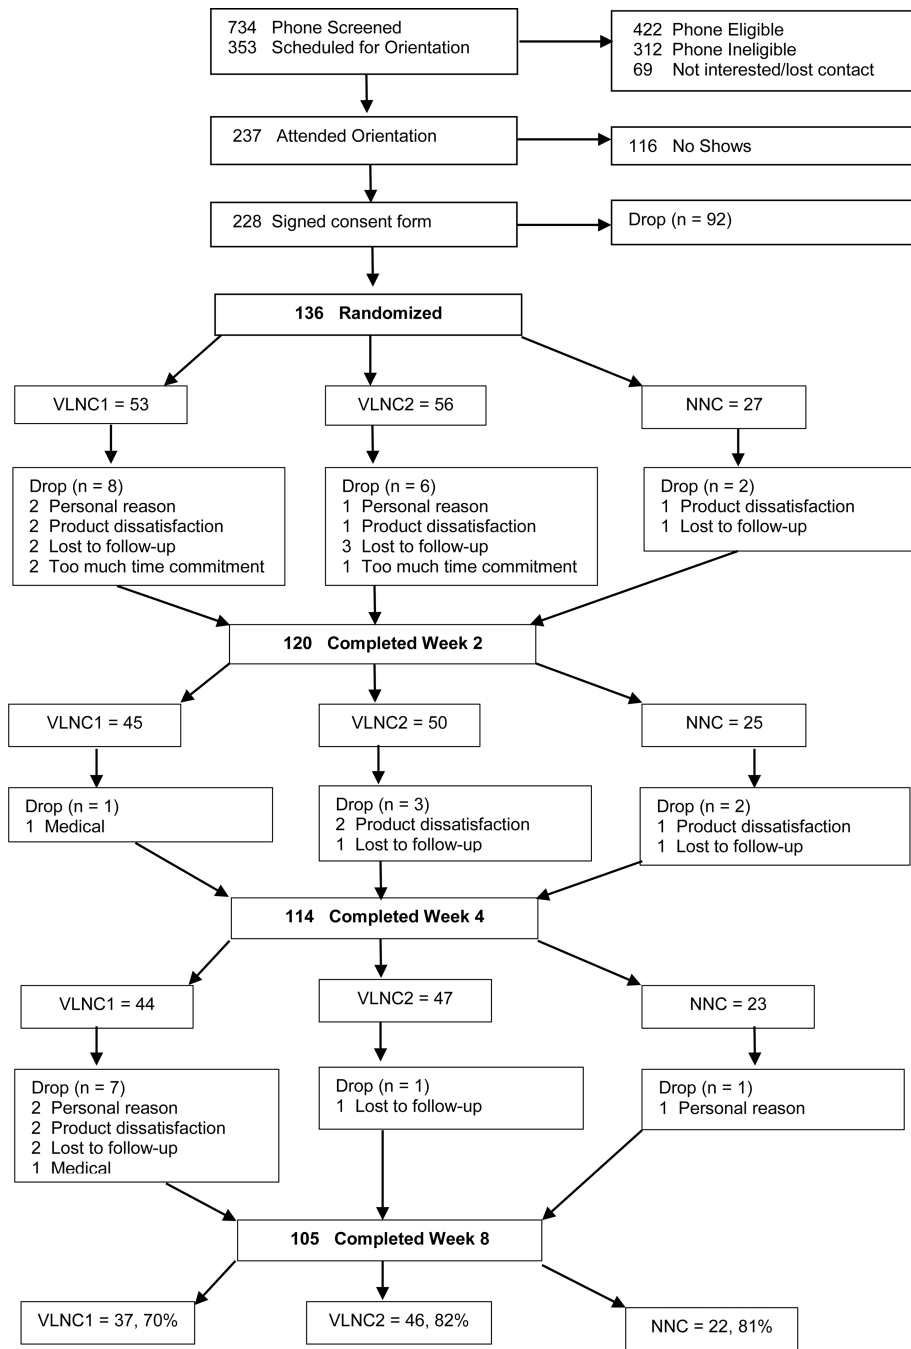 734 Phone Screened
353 Scheduled for Orientation
422 Phone Eligible
312 Phone Ineligible
69 Not interested/lost contact
237 Attended Orientation
116 No Shows
228 Signed consent form
Drop (n = 92)
136 Randomized
VLNC1 = 53
VLNC2 = 56
NNC = 27
Drop (n = 8)
2 Personal reason
2 Product dissatisfaction
2 Lost to follow-up
2 Too much time commitment
Drop (n = 6)
1 Personal reason
1 Product dissatisfaction
3 Lost to follow-up
1 Too much time commitment
Drop (n = 2)
1 Product dissatisfaction
1 Lost to follow-up
120 Completed Week 2
VLNC1 = 45
VLNC2 = 50
NNC = 25
Drop (n = 1)
1 Medical
Drop (n = 3)
2 Product dissatisfaction
1 Lost to follow-up
Drop (n = 2)
1 Product dissatisfaction
1 Lost to follow-up
114 Completed Week 4
VLNC1 = 44
VLNC2 = 47
NNC = 23
Drop (n = 7)
2 Personal reason
2 Product dissatisfaction
2 Lost to follow-up
1 Medical
Drop (n = 1)
1 Lost to follow-up
Drop (n = 1)
1 Personal reason
105 Completed Week 8
VLNC1 = 37, 70%
VLNC2 = 46, 82%
NNC = 22, 81%